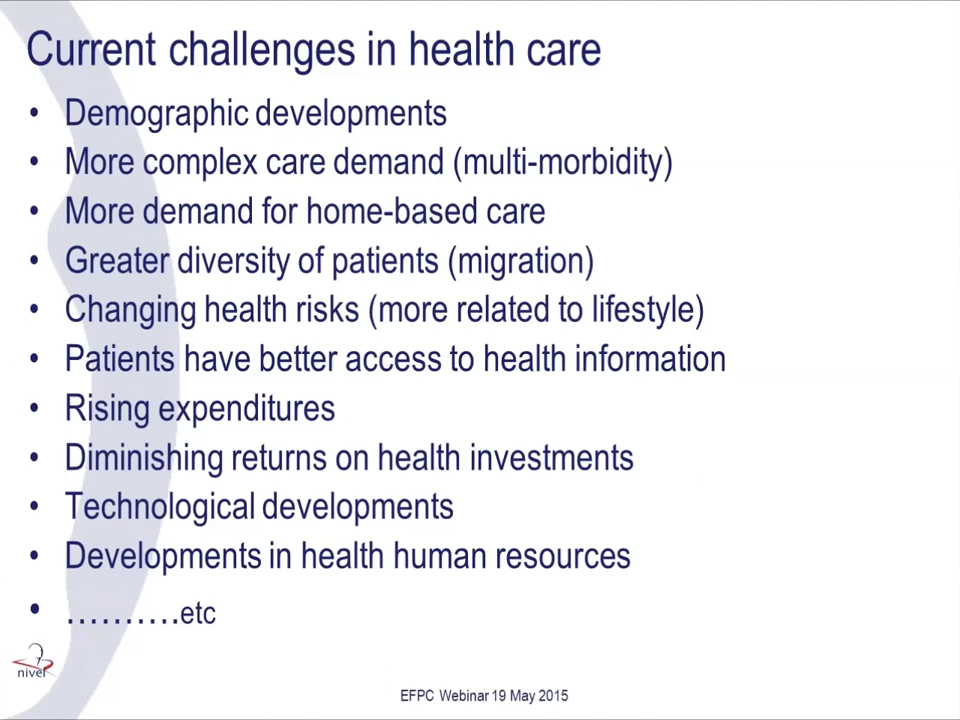 Current challenges in health care
• Demographic developments
• More complex care demand (multi-morbidity)
• More demand for home-based care
• Greater diversity of patients (migration)
• Changing health risks (more related to lifestyle)
• Patients have better access to health information
• Rising expenditures
• Diminishing returns on health investments
• Technological developments
• Developments in health human resources
• ……….etc
nivel
EFPC Webinar 19 May 2015